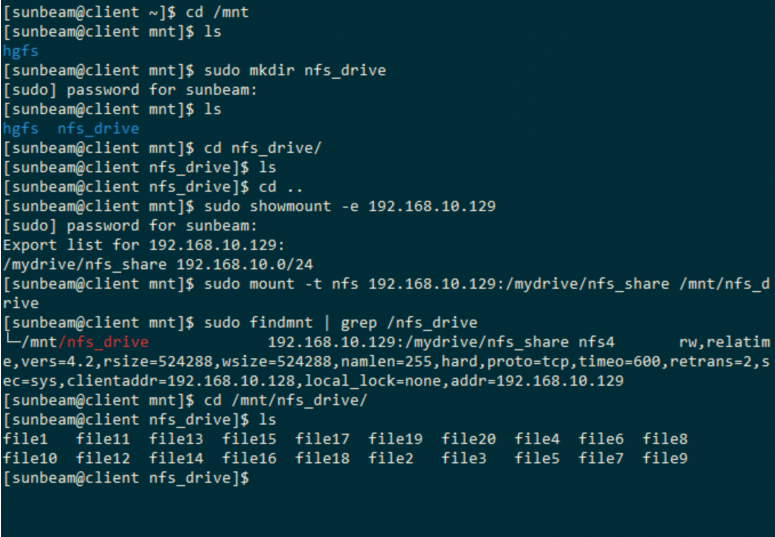 [sunbeam@client ~]$ cd /mnt
[sunbeam@client mnt]$ ls
hgfs
[sunbeam@client mnt]$ sudo mkdir nfs_drive
[sudo] password for sunbeam:
[sunbeam@client mnt]$ ls
hgfs  nfs_drive
[sunbeam@client mnt]$ cd nfs_drive/
[sunbeam@client nfs_drive]$ ls
[sunbeam@client nfs_drive]$ cd ..
[sunbeam@client mnt]$ sudo showmount -e 192.168.10.129
[sudo] password for sunbeam:
Export list for 192.168.10.129:
/mydrive/nfs_share 192.168.10.0/24
[sunbeam@client mnt]$ sudo mount -t nfs 192.168.10.129:/mydrive/nfs_share /mnt/nfs_d
rive
[sunbeam@client mnt]$ sudo findmnt | grep /nfs_drive
└─/mnt/nfs_drive             192.168.10.129:/mydrive/nfs_share nfs4       rw,relatim
e,vers=4.2,rsize=524288,wsize=524288,namlen=255,hard,proto=tcp,timeo=600,retrans=2,s
ec=sys,clientaddr=192.168.10.128,local_lock=none,addr=192.168.10.129
[sunbeam@client mnt]$ cd /mnt/nfs_drive/
[sunbeam@client nfs_drive]$ ls
file1   file11  file13  file15  file17  file19  file20  file4  file6  file8
file10  file12  file14  file16  file18  file2   file3   file5  file7  file9
[sunbeam@client nfs_drive]$